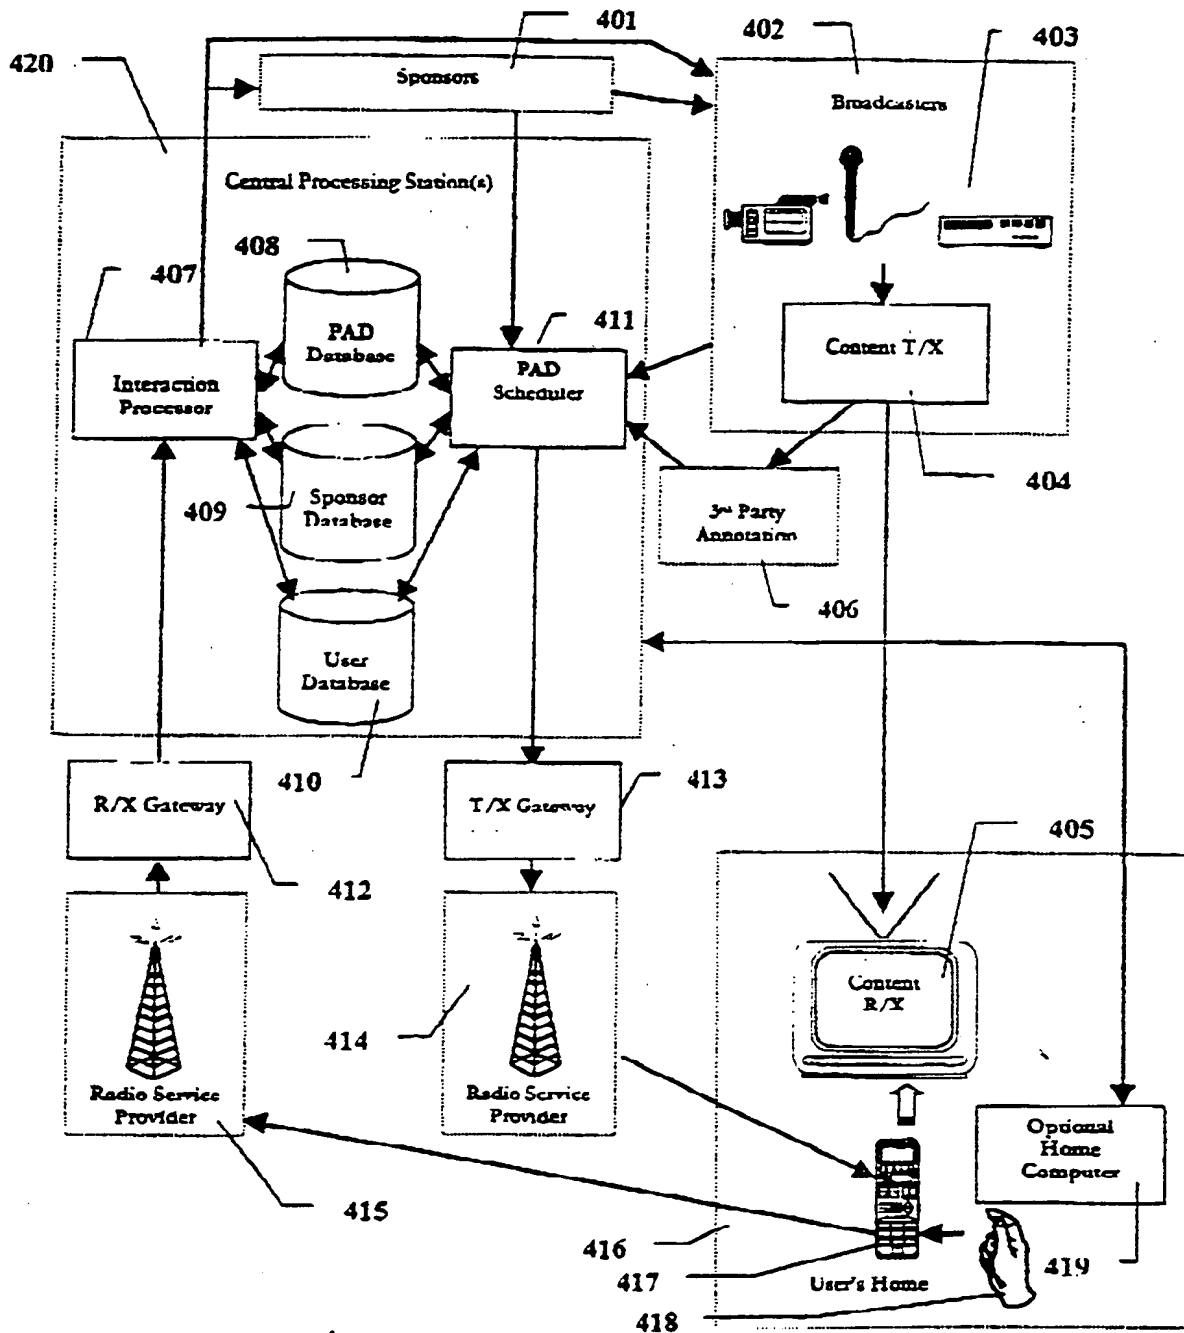 401
402
403
420
Sponsors
Broadcasters
Central Processing Station(s)
408
407
PAD
Database
411
PAD
Scheduler
Content T/X
Interaction
Processor
404
409
Sponsor
Database
3rd Party
Annotation
406
User
Database
410
413
R/X Gateway
T/X Gateway
405
412
Content
R/X
414
Radio Service
Provider
Radio Service
Provider
Optional
Home
Computer
415
416
417
User's Home
419
418